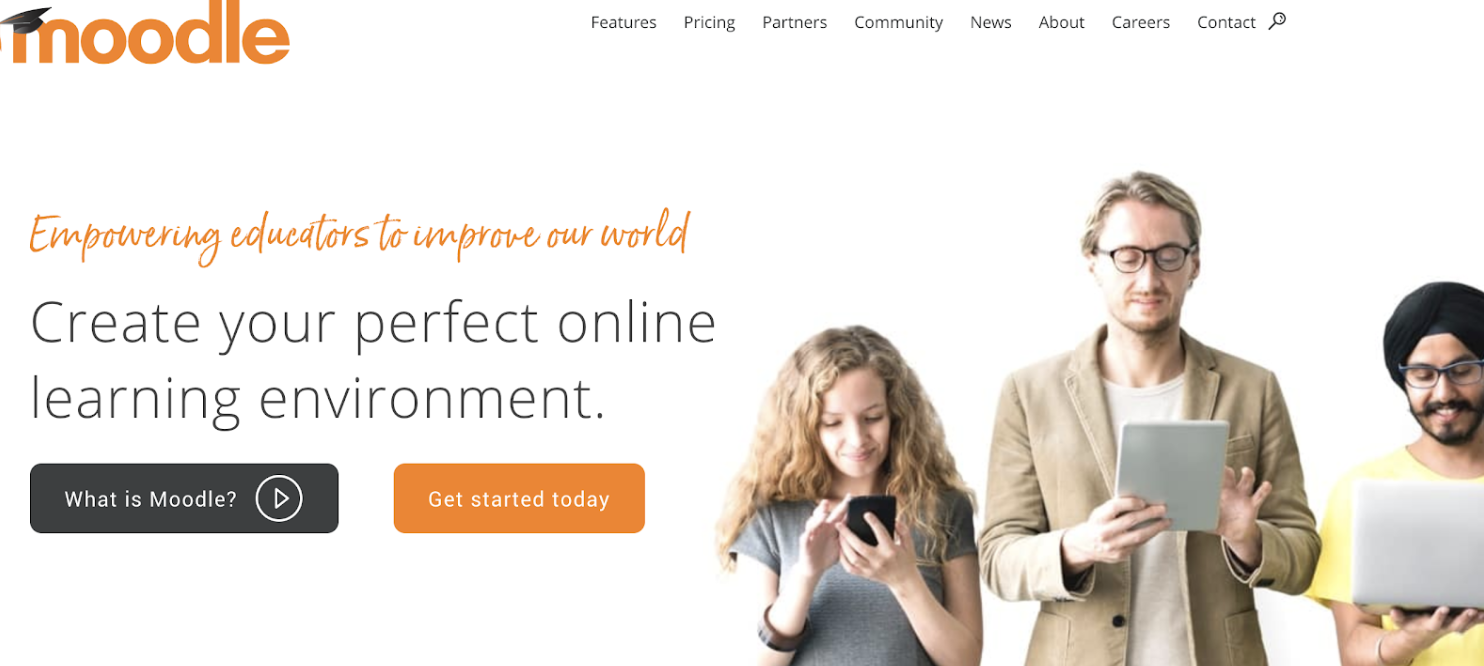 moodle
Features Pricing Partners Community News About Careers Contact
Empowering educators to improve our world
Create your perfect online
learning environment.
What is Moodle? Get started today